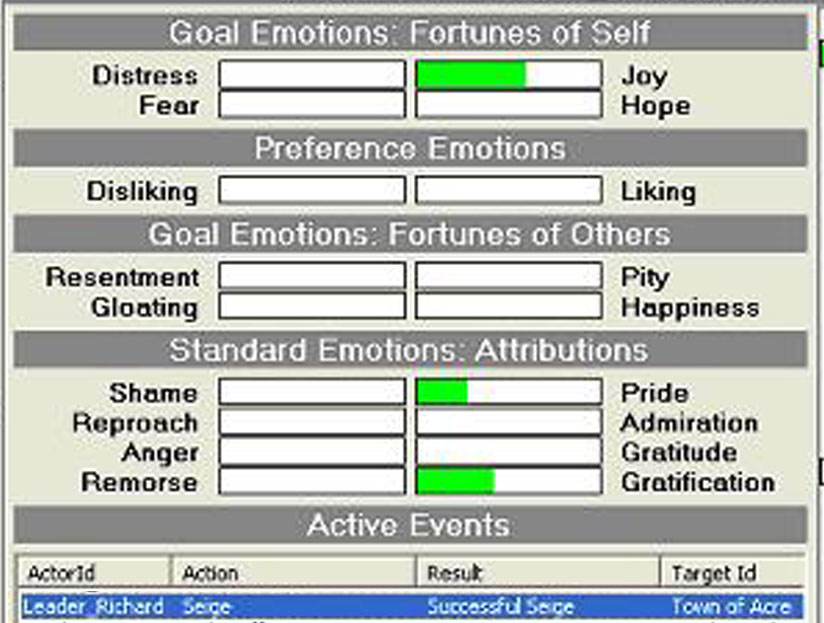 Goal Emotions: Fortunes of Self
Distress Joy
Fear Hope
Preference Emotions
Disliking Liking
Goal Emotions: Fortunes of Others
Resentment Pity
Gloating Happiness
Standard Emotions: Attributions
Shame Pride
Reproach Admiration
Anger Gratitude
Remorse Gratification
Active Events
ActorId Action Result Target Id
Leader_Richard Seige Successful Seige Town of Acre